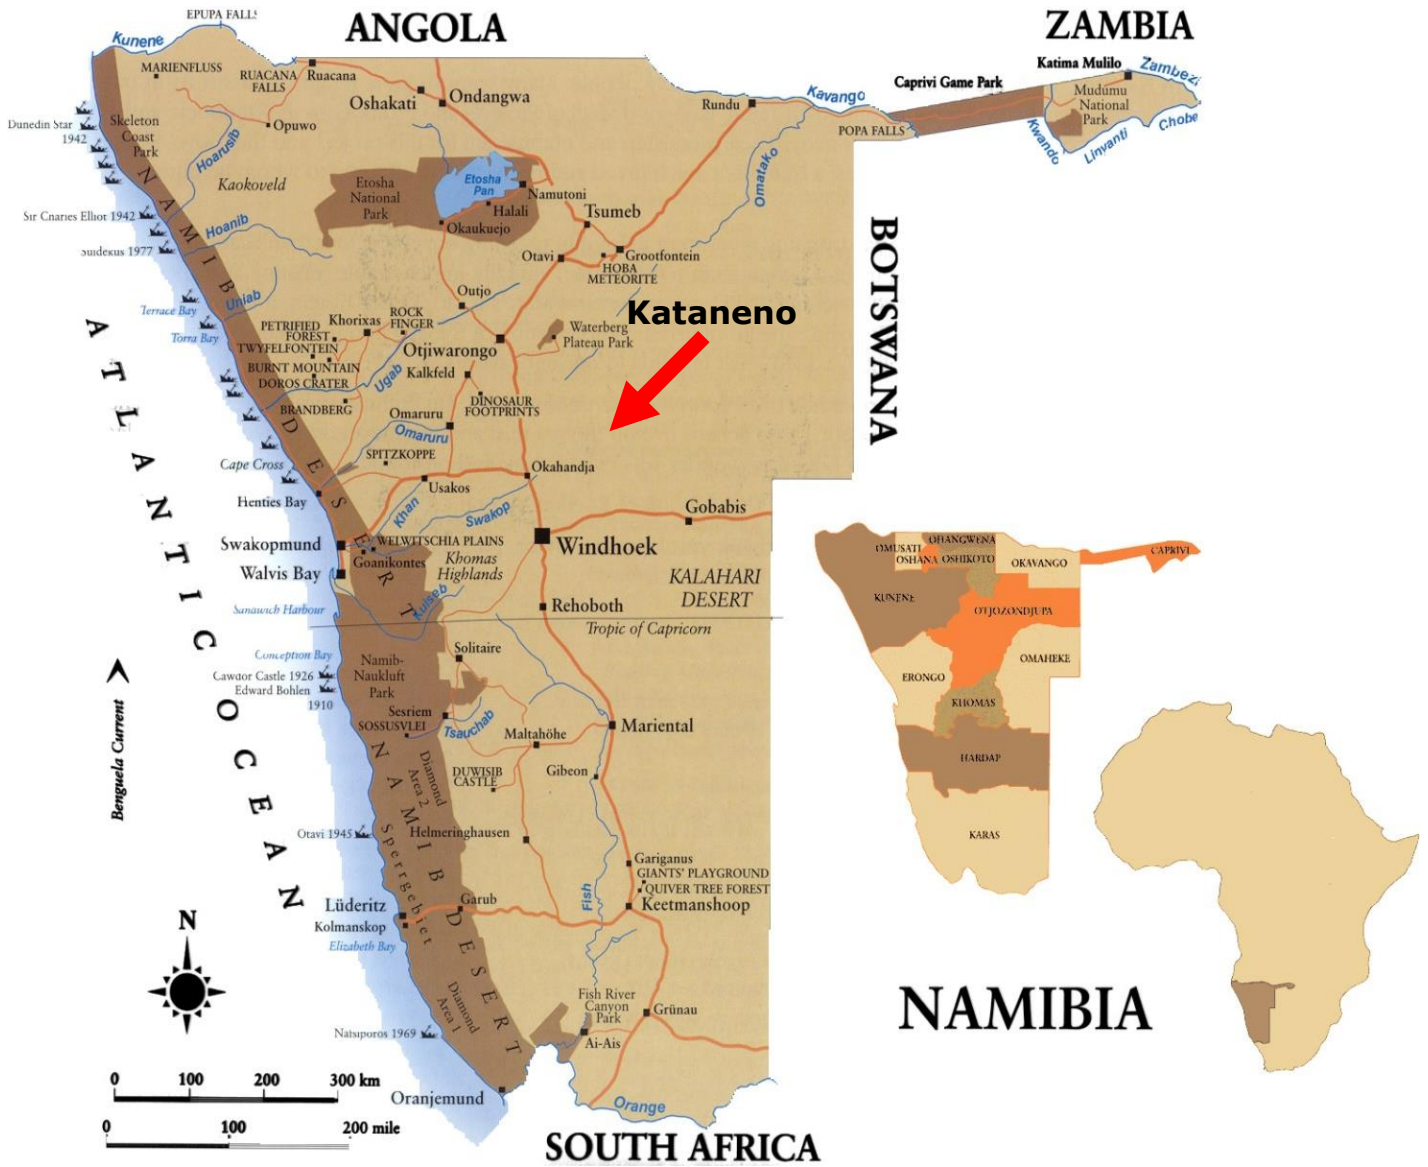 ANGOLA
ZAMBIA
EPUPA FALLS
Kunene
MARIENFLUSS
RUACANA
FALLS
Ruacana
Oshakati
Ondangwa
Opuwo
Rundu
Kavango
POPA FALLS
Caprivi Game Park
Katima Mulilo
Zambezi
Mudumu
National
Park
Kwando
Linvanti
Chobe
Dunedin Star
1942
Skeleton
Coast
Park
Hoarusib
Kaokoveld
Etosha
National
Park
Etosha
Pan
Namutoni
Halali
Okaukuejo
Tsumeb
Omatako
Sir Cnaries Elliot 1942
Hoanib
Suidekus 1977
Otavi
Grootfontein
HOBA
METEORITE
BOTSWANA
NAMIB
DESERT
Terrace Bay
Torra Bay
Uniab
Outjo
PETRIFIED
FOREST
Khorixas
ROCK
FINGER
TWYFELFONTEIN
BURNT MOUNTAIN
DOROS CRATER
Ugab
BRANDBERG
Otjiwarongo
Waterberg
Plateau Park
Kataneno
Kalkfeld
DINOSAUR
FOOTPRINTS
Omaruru
Omaruru
SPITZKOPPE
Cape Cross
Henties Bay
Usakos
Okahandja
Khan
Swakop
Gobabis
Swakopmund
WELWITSCHIA PLAINS
Goanikontes
Khomas
Highlands
Windhoek
Walvis Bay
KALAHARI
DESERT
Kuiseb
Sanawich Harbour
Rehoboth
Tropic of Capricorn
ATLANTIC OCEAN
Conception Bay
Cawdor Castle 1926
Edward Bohlen
1910
Namib-
Naukluft
Park
Solitaire
Sesriem
SOSSUSVLEI
Tsauchab
Mariental
Maltahöhe
Benguela Current
NAMIB
DESERT
Diamond
Area 2
DUWISIB
CASTLE
Gibeon
Otavi 1945
Sperrgebiet
Helmeringhausen
Gariganus
GIANTS' PLAYGROUND
QUIVER TREE FOREST
Fish
Lüderitz
Kolmanskop
Garub
Keetmanshoop
Elizabeth Bay
N
Diamond
Area 1
Fish River
Canyon
Park
Grünau
Ai-Ais
Natsiporos 1969
Oranjemund
Orange
SOUTH AFRICA
0 100 200 300 km
0 100 200 mile
OMUSATI
OHANGWENA
OSHANA
OSHIKOTO
OKAVANGO
CAPRIVI
KUNENE
OTJOZONDJUPA
OMAHEKE
ERONGO
KHOMAS
HARDAP
KARAS
NAMIBIA